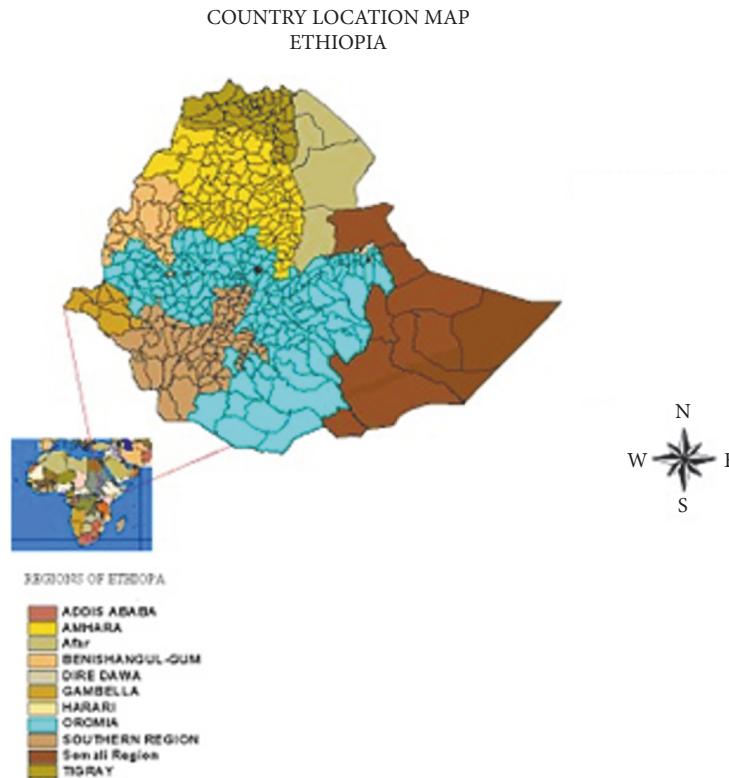 COUNTRY LOCATION MAP
ETHIOPIA
N
W E
S
REGIONS OF ETHIOPA
ADDIS ABABA
AMHARA
Afar
BENISHANGUL-GUM
DIRE DAWA
GAMBELLA
HARARI
OROMIA
SOUTHERN REGION
Somali Region
TIGRAY